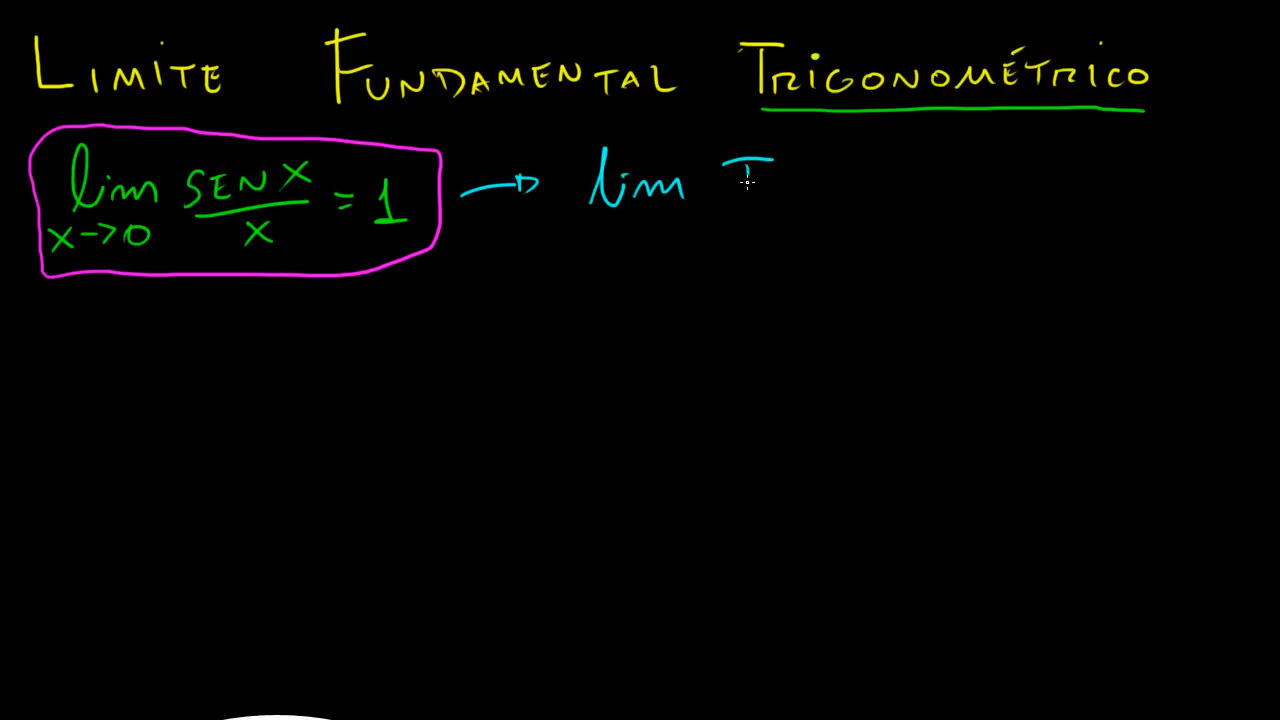 LIMITE FUNDAMENTAL TRIGONOMÉTRICO
lim SEN X = 1 → lim T
x→0 x